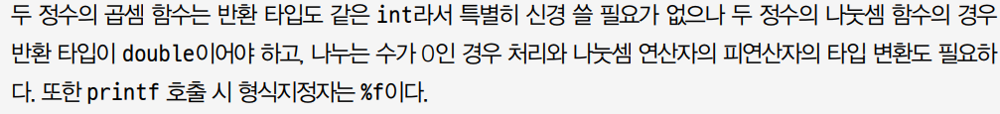 두 정수의 곱셈 함수는 반환 타입도 같은 int라서 특별히 신경 쓸 필요가 없으나 두 정수의 나눗셈 함수의 경우
반환 타입이 double이어야 하고, 나누는 수가 0인 경우 처리와 나눗셈 연산자의 피연산자의 타입 변환도 필요하
다. 또한 printf 호출 시 형식지정자는 %f이다.